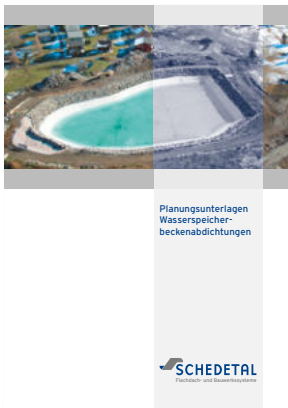 Planungsunterlagen
Wasserspeicher-
beckenabdichtungen
SCHEDETAL
Flachdach- und Bauwerkssysteme